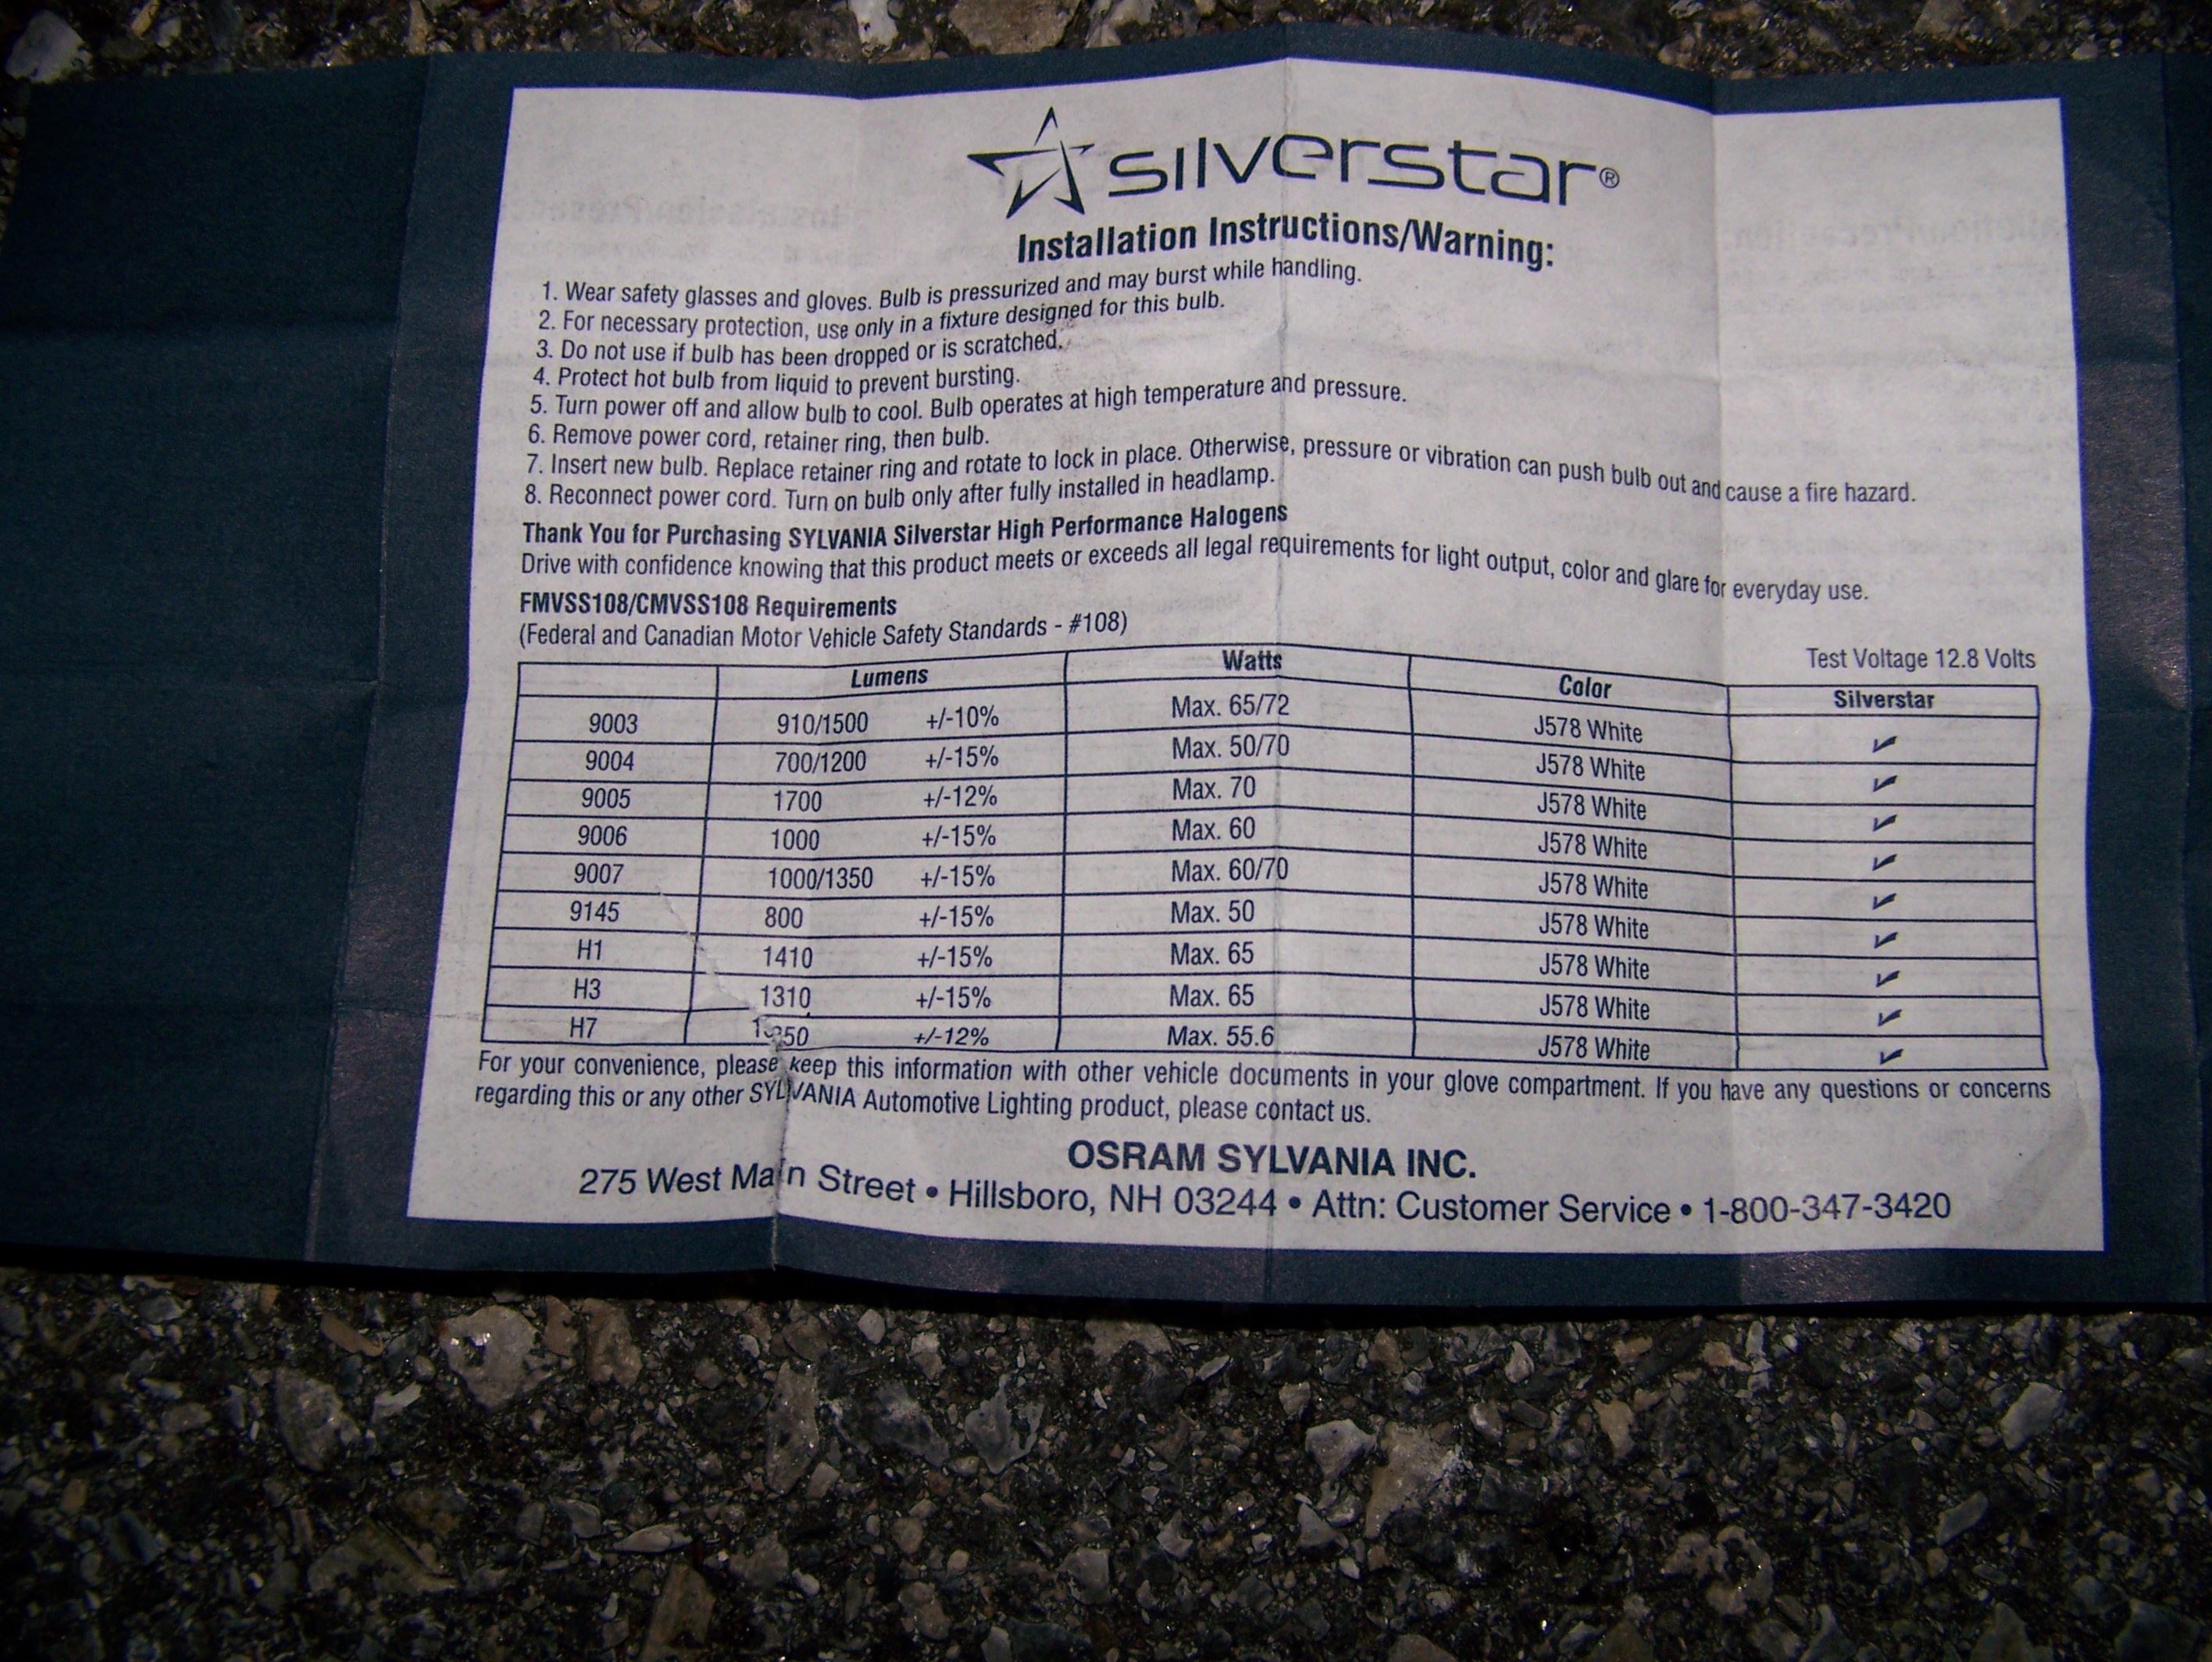 silverstar®
Installation Instructions/Warning:
1. Wear safety glasses and gloves. Bulb is pressurized and may burst while handling.
2. For necessary protection, use only in a fixture designed for this bulb.
3. Do not use if bulb has been dropped or is scratched.
4. Protect hot bulb from liquid to prevent bursting.
5. Turn power off and allow bulb to cool. Bulb operates at high temperature and pressure.
6. Remove power cord, retainer ring, then bulb.
7. Insert new bulb. Replace retainer ring and rotate to lock in place. Otherwise, pressure or vibration can push bulb out and cause a fire hazard.
8. Reconnect power cord. Turn on bulb only after fully installed in headlamp.
Thank You for Purchasing SYLVANIA Silverstar High Performance Halogens
Drive with confidence knowing that this product meets or exceeds all legal requirements for light output, color and glare for everyday use.
FMVSS108/CMVSS108 Requirements
(Federal and Canadian Motor Vehicle Safety Standards - #108)
Test Voltage 12.8 Volts
Lumens Watts Color Silverstar
9003 910/1500 +/-10% Max. 65/72 J578 White ✓
9004 700/1200 +/-15% Max. 50/70 J578 White ✓
9005 1700 +/-12% Max. 70 J578 White ✓
9006 1000 +/-15% Max. 60 J578 White ✓
9007 1000/1350 +/-15% Max. 60/70 J578 White ✓
9145 800 +/-15% Max. 50 J578 White ✓
H1 1410 +/-15% Max. 65 J578 White ✓
H3 1310 +/-15% Max. 65 J578 White ✓
H7 +/-12% Max. 55.6 J578 White ✓
For your convenience, please keep this information with other vehicle documents in your glove compartment. If you have any questions or concerns
regarding this or any other SYLVANIA Automotive Lighting product, please contact us.
OSRAM SYLVANIA INC.
275 West Main Street • Hillsboro, NH 03244 • Attn: Customer Service • 1-800-347-3420